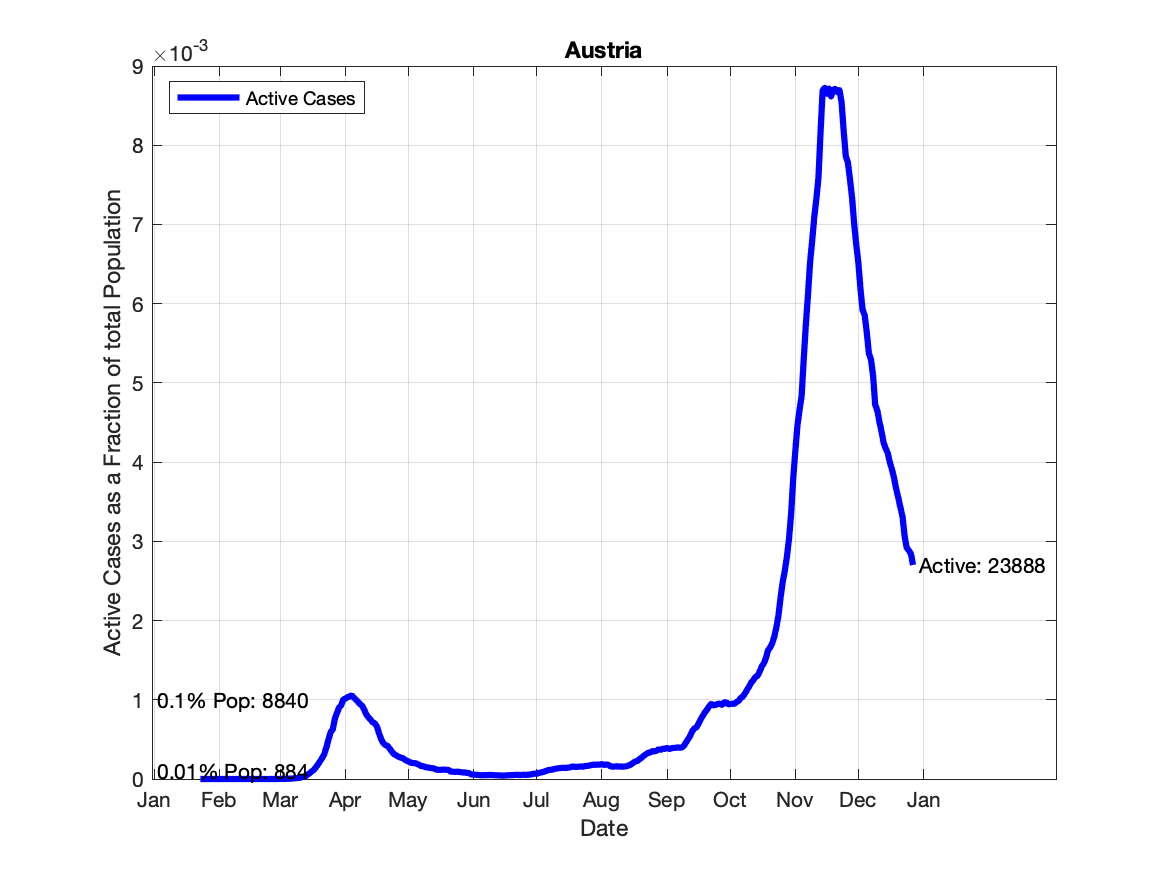 Austria
×10-3
Active Cases
9
8
7
6
5
4
3
2
1
0
Active Cases as a Fraction of total Population
0.1% Pop: 8840
0.01% Pop: 884
Active: 23888
Jan Feb Mar Apr May Jun Jul Aug Sep Oct Nov Dec Jan
Date